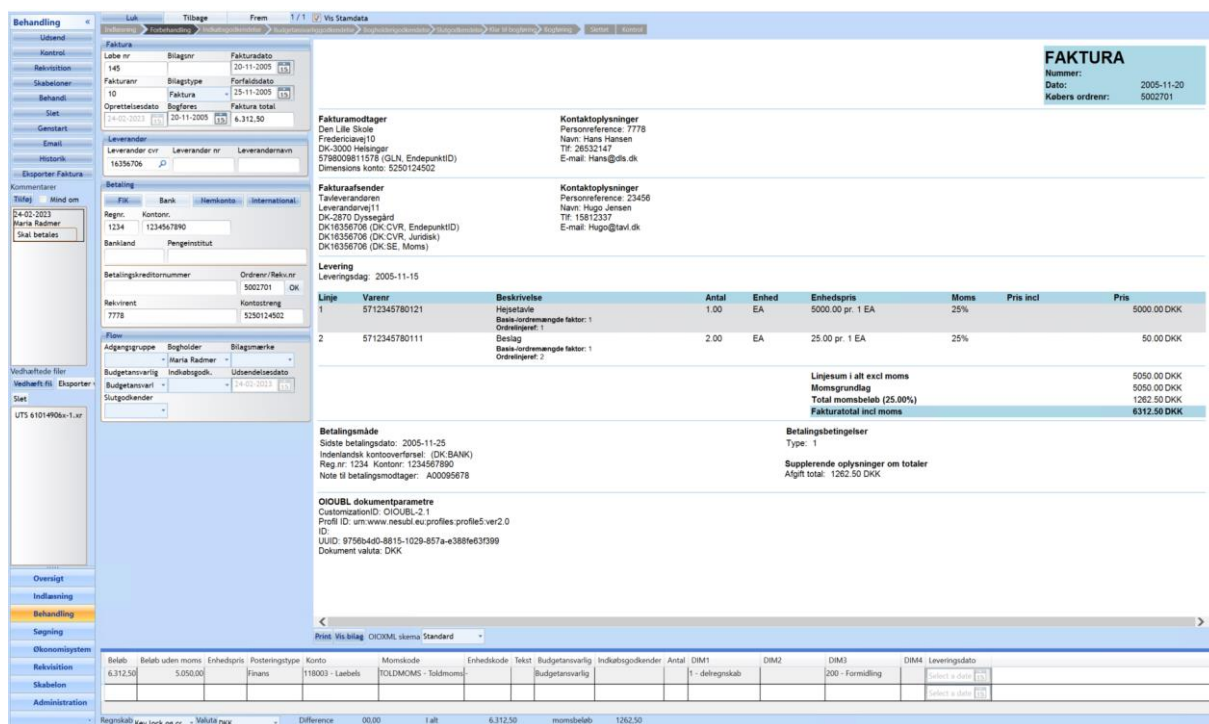 Behandling «
Udsend
Kontrol
Rekvisition
Skabeloner
Behandl
Slet
Genstart
Email
Historik
Eksporter Faktura
Kommentarer
Tilføj Mind om
24-02-2023
Maria Radmer
Skal betales
Vedhæftede filer
Vedhæft fil Eksporter
Slet
UTS 61014906x-1.xr
Oversigt
Indlæsning
Behandling
Søgning
Økonomisystem
Rekvisition
Skabelon
Administration
Luk Tilbage Frem 1 / 1 Vis Stamdata
Indlæsning Forbehandling Indkøbsgodkendelse Budgetansvarliggodkendelse Bogholdergodkendelse Slutgodkendelse Klar til bogføring Bogføring Slettet Kontrol
Faktura
Løbe nr Bilagsnr Fakturadato
145 20-11-2005 15
Fakturanr Bilagstype Forfaldsdato
10 Faktura 25-11-2005 15
Oprettelsesdato Bogføres Faktura total
24-02-2023 15 20-11-2005 15 6.312,50
Leverandør
Leverandør cvr Leverandør nr Leverandørnavn
16356706
Betaling
FIK Bank Nemkonto International
Regnr. Kontonr.
1234 1234567890
Bankland Pengeinstitut
Betalingskreditornummer Ordrenr/Rekv.nr
5002701 OK
Rekvirent Kontostreng
7778 5250124502
Flow
Adgangsgruppe Bogholder Bilagsmærke
Maria Radmer
Budgetansvarlig Indkøbsgodk. Udsendelsesdato
Budgetansvarl 24-02-2023 15
Slutgodkender
FAKTURA
Nummer:
Dato: 2005-11-20
Købers ordrenr: 5002701
Fakturamodtager Kontaktoplysninger
Den Lille Skole Personreference: 7778
Fredericiavej10 Navn: Hans Hansen
DK-3000 Helsingør Tlf: 26532147
5798009811578 (GLN, EndepunktID) E-mail: Hans@dls.dk
Dimensions konto: 5250124502
Fakturaafsender Kontaktoplysninger
Tavleverandøren Personreference: 23456
Leverandørvej11 Navn: Hugo Jensen
DK-2870 Dyssegård Tlf: 15812337
DK16356706 (DK:CVR, EndepunktID) E-mail: Hugo@tavl.dk
DK16356706 (DK:CVR, Juridisk)
DK16356706 (DK:SE, Moms)
Levering
Leveringsdag: 2005-11-15
Linje Varenr Beskrivelse Antal Enhed Enhedspris Moms Pris incl Pris
1 5712345780121 Hejsetavle 1.00 EA 5000.00 pr. 1 EA 25% 5000.00 DKK
Basis-/ordremængde faktor: 1
Ordrelinjeref: 1
2 5712345780111 Beslag 2.00 EA 25.00 pr. 1 EA 25% 50.00 DKK
Basis-/ordremængde faktor: 1
Ordrelinjeref: 2
Linjesum i alt excl moms 5050.00 DKK
Momsgrundlag 5050.00 DKK
Total momsbeløb (25.00%) 1262.50 DKK
Fakturatotal incl moms 6312.50 DKK
Betalingsmåde Betalingsbetingelser
Sidste betalingsdato: 2005-11-25 Type: 1
Indenlandsk kontooverførsel: (DK:BANK)
Reg.nr: 1234 Kontonr: 1234567890 Supplerende oplysninger om totaler
Note til betalingsmodtager: A00095678 Afgift total: 1262.50 DKK
OIOUBL dokumentparametre
CustomizationID: OIOUBL-2.1
Profil ID: urn:www.nesubl.eu:profiles:profile5:ver2.0
ID:
UUID: 9756b4d0-8815-1029-857a-e388fe63f399
Dokument valuta: DKK
Print Vis bilag OIOXML skema Standard
Beløb Beløb uden moms Enhedspris Posteringstype Konto Momskode Enhedskode Tekst Budgetansvarlig Indkøbsgodkender Antal DIM1 DIM2 DIM3 DIM4 Leveringsdato
6.312,50 5.050,00 Finans 118003 - Laebels TOLDMOMS - Toldmoms - Budgetansvarlig 1 - delregnskab 200 - Formidling Select a date 15
Select a date 15
Regnskab Valuta DKK Difference 00,00 I alt 6.312,50 momsbeløb 1262,50